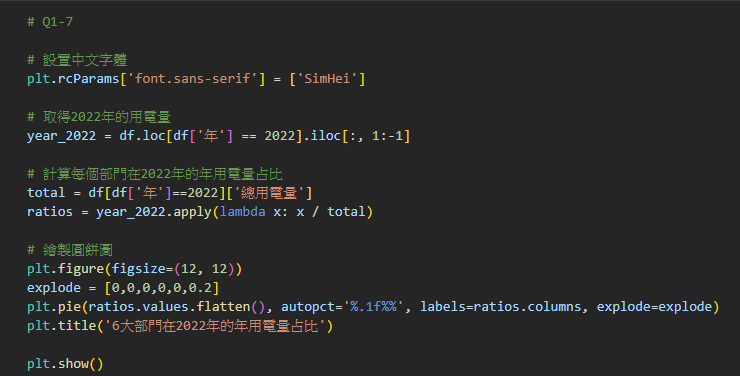 # Q1-7
# 設置中文字體
plt.rcParams['font.sans-serif'] = ['SimHei']
# 取得2022年的用電量
year_2022 = df.loc[df['年'] == 2022].iloc[:, 1:-1]
# 計算每個部門在2022年的年用電量占比
total = df[df['年']==2022]['總用電量']
ratios = year_2022.apply(lambda x: x / total)
# 繪製圓餅圖
plt.figure(figsize=(12, 12))
explode = [0,0,0,0,0,0.2]
plt.pie(ratios.values.flatten(), autopct='%.1f%%', labels=ratios.columns, explode=explode)
plt.title('6大部門在2022年的年用電量占比')
plt.show()